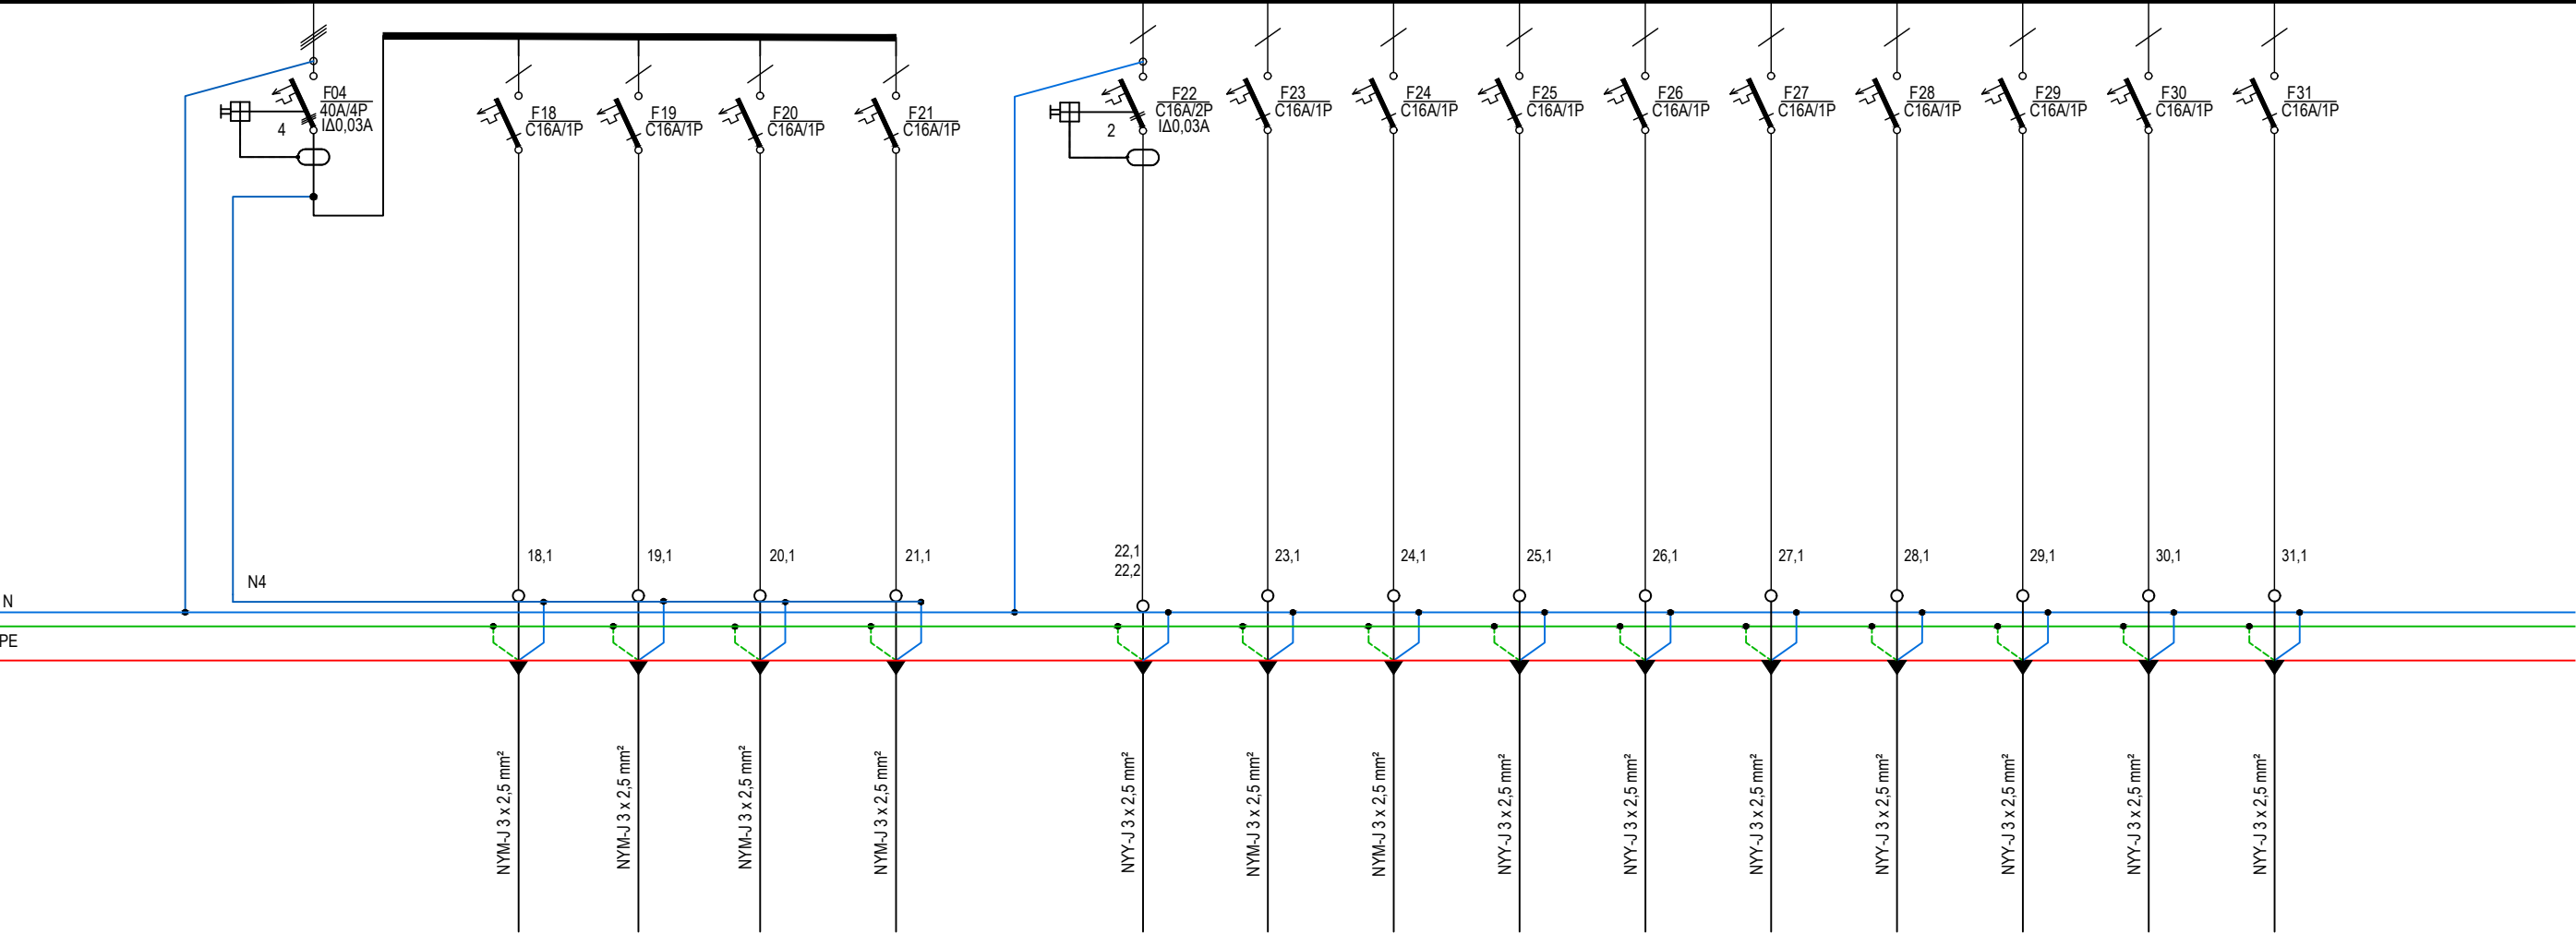 F04
40A/4P
I∆0,03A
4
F18
C16A/1P
F19
C16A/1P
F20
C16A/1P
F21
C16A/1P
F22
C16A/2P
I∆0,03A
2
F23
C16A/1P
F24
C16A/1P
F25
C16A/1P
F26
C16A/1P
F27
C16A/1P
F28
C16A/1P
F29
C16A/1P
F30
C16A/1P
F31
C16A/1P
18,1
19,1
20,1
21,1
22,1
22,2
23,1
24,1
25,1
26,1
27,1
28,1
29,1
30,1
31,1
N4
N
PE
NYM-J 3 x 2,5 mm²
NYM-J 3 x 2,5 mm²
NYM-J 3 x 2,5 mm²
NYM-J 3 x 2,5 mm²
NYY-J 3 x 2,5 mm²
NYM-J 3 x 2,5 mm²
NYM-J 3 x 2,5 mm²
NYY-J 3 x 2,5 mm²
NYY-J 3 x 2,5 mm²
NYY-J 3 x 2,5 mm²
NYY-J 3 x 2,5 mm²
NYY-J 3 x 2,5 mm²
NYY-J 3 x 2,5 mm²
NYY-J 3 x 2,5 mm²